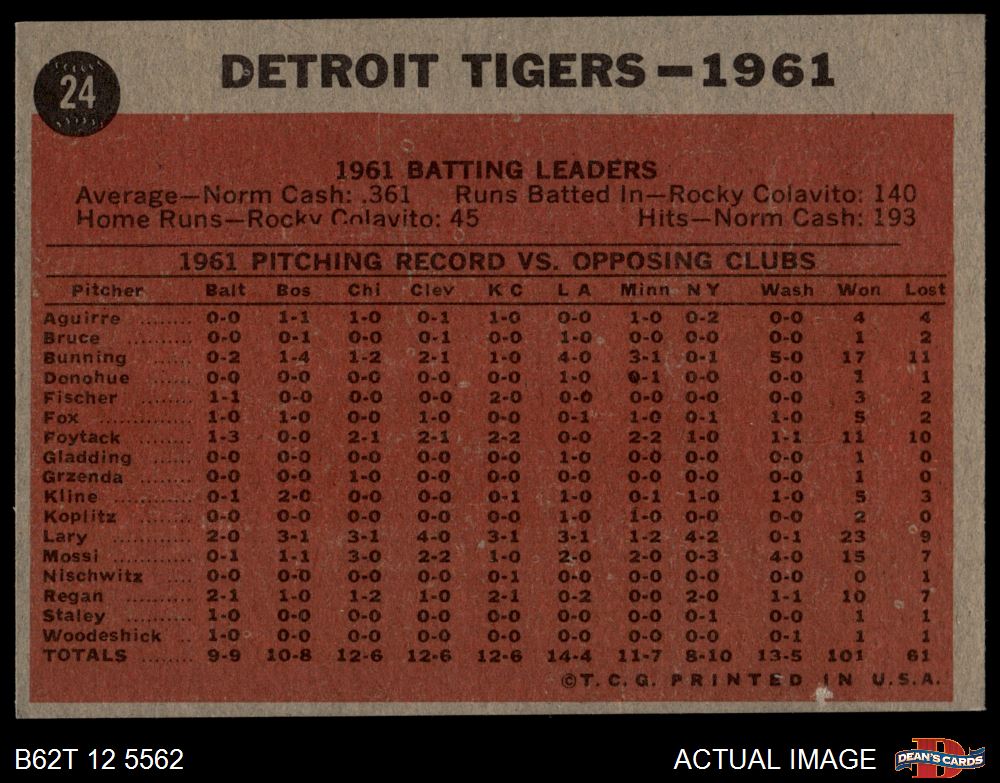 24
DETROIT TIGERS—1961
1961 BATTING LEADERS
Average—Norm Cash: .361 Runs Batted In—Rocky Colavito: 140
Home Runs—Rocky Colavito: 45 Hits—Norm Cash: 193
1961 PITCHING RECORD VS. OPPOSING CLUBS
Pitcher Balt Bos Chi Clev K C L A Minn N Y Wash Won Lost
Aguirre ........ 0-0 1-1 1-0 0-1 1-0 0-0 1-0 0-2 0-0 4 4
Bruce ........ 0-0 0-1 0-0 0-1 0-0 1-0 0-0 0-0 0-0 1 2
Bunning ........ 0-2 1-4 1-2 2-1 1-0 4-0 3-1 0-1 5-0 17 11
Donohue ...... 0-0 0-0 0-0 0-0 0-0 1-0 0-1 0-0 0-0 1 1
Fischer ........ 1-1 0-0 0-0 0-0 2-0 0-0 0-0 0-0 0-0 3 2
Fox ........ 1-0 1-0 0-0 1-0 0-0 0-1 1-0 0-1 1-0 5 2
Foytack ........ 1-3 0-0 2-1 2-1 2-2 0-0 2-2 1-0 1-1 11 10
Gladding ...... 0-0 0-0 0-0 0-0 0-0 1-0 0-0 0-0 0-0 1 0
Grzenda ...... 0-0 0-0 1-0 0-0 0-0 0-0 0-0 0-0 0-0 1 0
Kline ............ 0-1 2-0 0-0 0-0 0-1 1-0 0-1 1-0 1-0 5 3
Koplitz ........ 0-0 0-0 0-0 0-0 0-0 1-0 1-0 0-0 0-0 2 0
Lary ............ 2-0 3-1 3-1 4-0 3-1 3-1 1-2 4-2 0-1 23 9
Mossi ........ 0-1 1-1 3-0 2-2 1-0 2-0 2-0 0-3 4-0 15 7
Nischwitz .... 0-0 0-0 0-0 0-0 0-1 0-0 0-0 0-0 0-0 0 1
Regan ........ 2-1 1-0 1-2 1-0 2-1 0-2 0-0 2-0 1-1 10 7
Staley ........ 1-0 0-0 0-0 0-0 0-0 0-0 0-0 0-1 0-0 1 1
Woodeshick .. 1-0 0-0 0-0 0-0 0-0 0-0 0-0 0-0 0-1 1 1
TOTALS ........ 9-9 10-8 12-6 12-6 12-6 14-4 11-7 8-10 13-5 101 61
©T. C. G. PRINTED IN U.S.A.
B62T 12 5562 ACTUAL IMAGE D DEAN'S CARDS